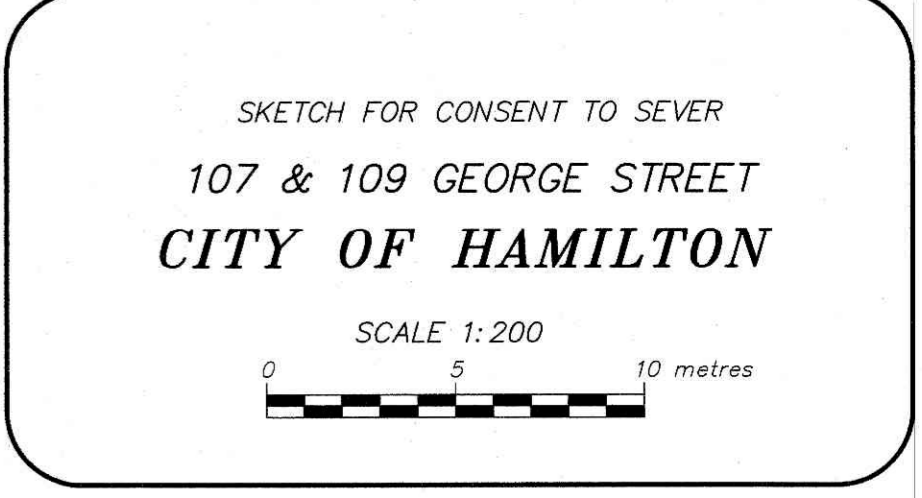 SKETCH FOR CONSENT TO SEVER
107 & 109 GEORGE STREET
CITY OF HAMILTON
SCALE 1:200
0 5 10 metres